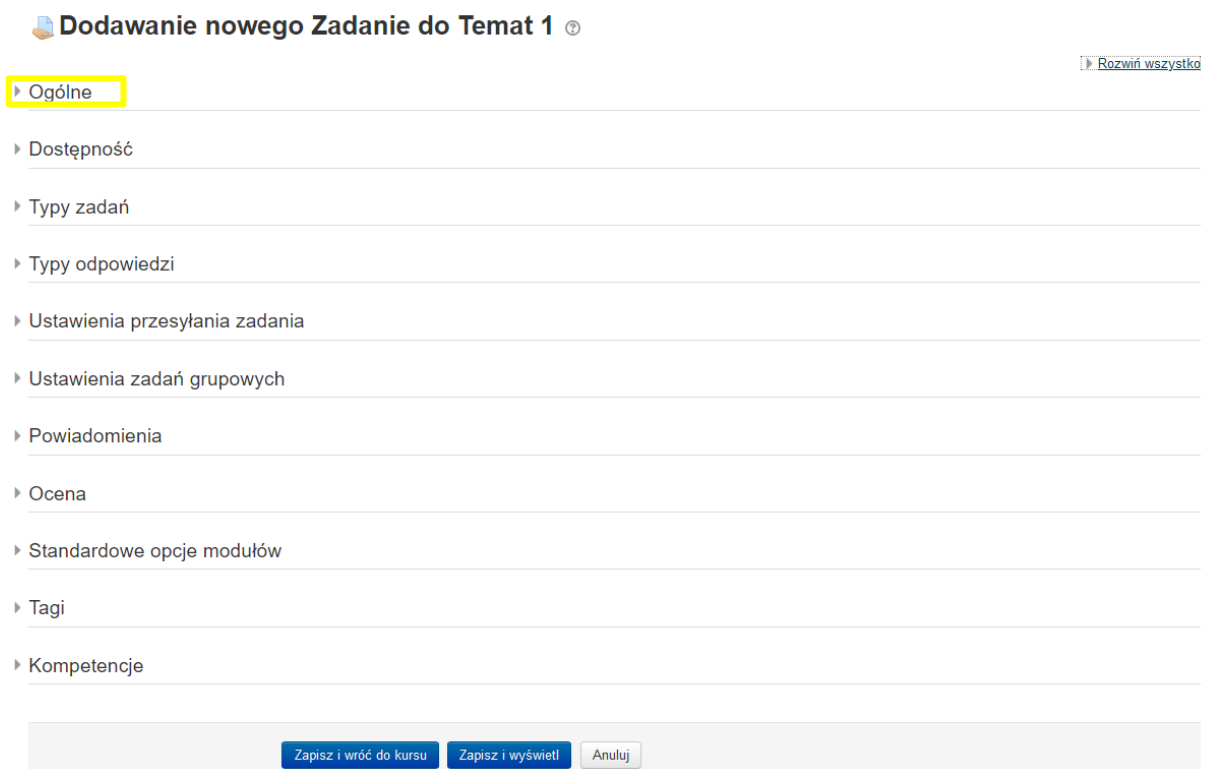 Dodawanie nowego Zadanie do Temat 1
Rozwiń wszystko
Ogólne
Dostępność
Typy zadań
Typy odpowiedzi
Ustawienia przesyłania zadania
Ustawienia zadań grupowych
Powiadomienia
Ocena
Standardowe opcje modułów
Tagi
Kompetencje
Zapisz i wróć do kursu Zapisz i wyświetl Anuluj